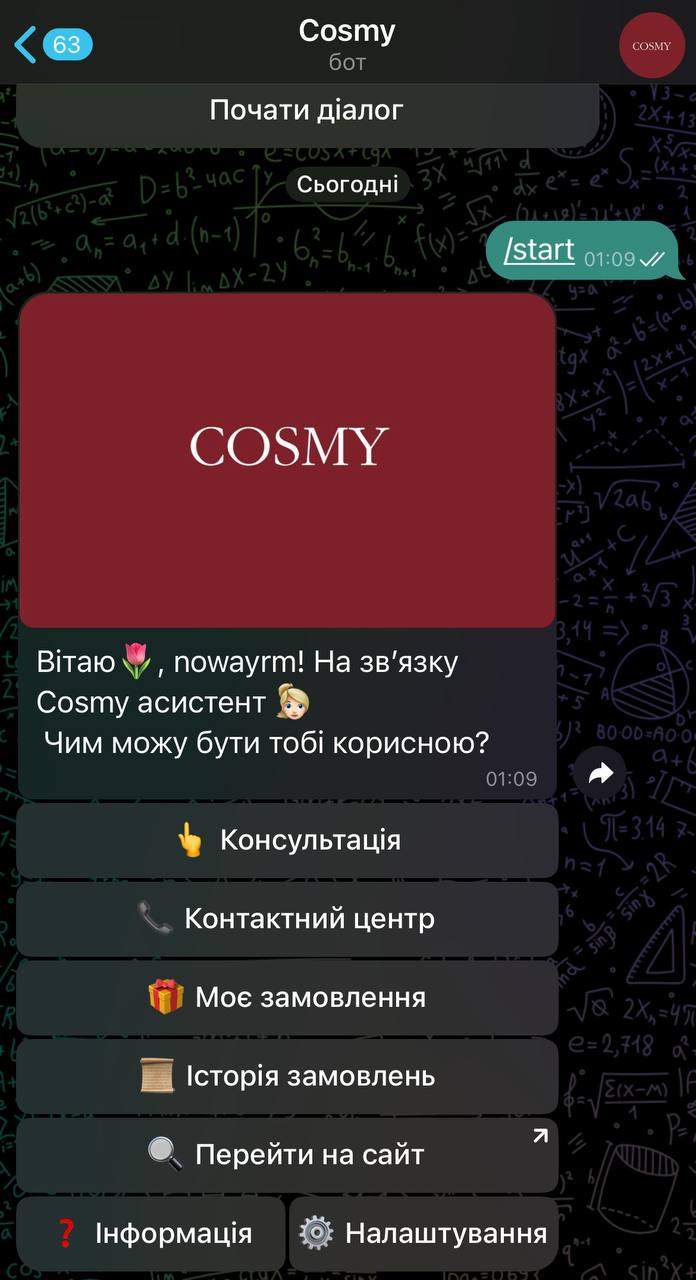 63
Cosmy
бот
COSMY
Почати діалог
Сьогодні
/start 01:09
COSMY
Вітаю🌷, nowayrm! На зв’язку
Cosmy асистент 👱🏻‍♀️
Чим можу бути тобі корисною?
01:09
👆 Консультація
📞 Контактний центр
🎁 Моє замовлення
📜 Історія замовлень
🔍 Перейти на сайт
❓ Інформація
⚙️ Налаштування